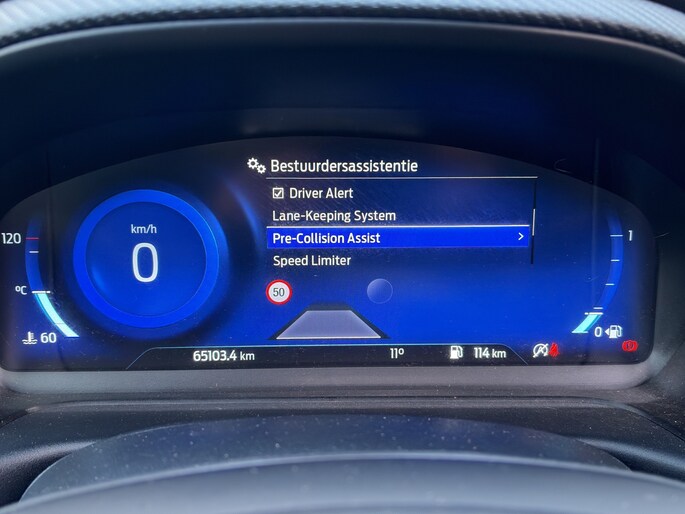 Bestuurdersassistentie
Driver Alert
Lane-Keeping System
Pre-Collision Assist
Speed Limiter
km/h
0
120
°C
60
50
1
0
65103.4 km
11°
114 km